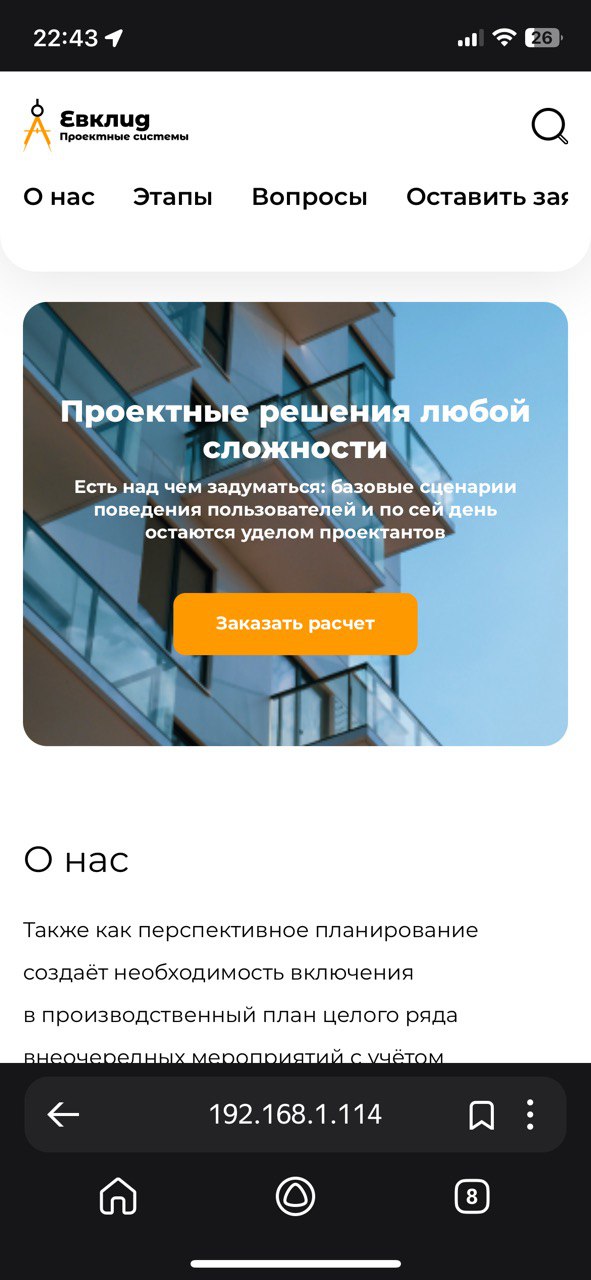 22:43
26
Евклид
Проектные системы
О нас Этапы Вопросы Оставить зая
Проектные решения любой
сложности
Есть над чем задуматься: базовые сценарии
поведения пользователей и по сей день
остаются уделом проектантов
Заказать расчет
О нас
Также как перспективное планирование
создаёт необходимость включения
в производственный план целого ряда
внеочередных мероприятий с учётом
192.168.1.114
8